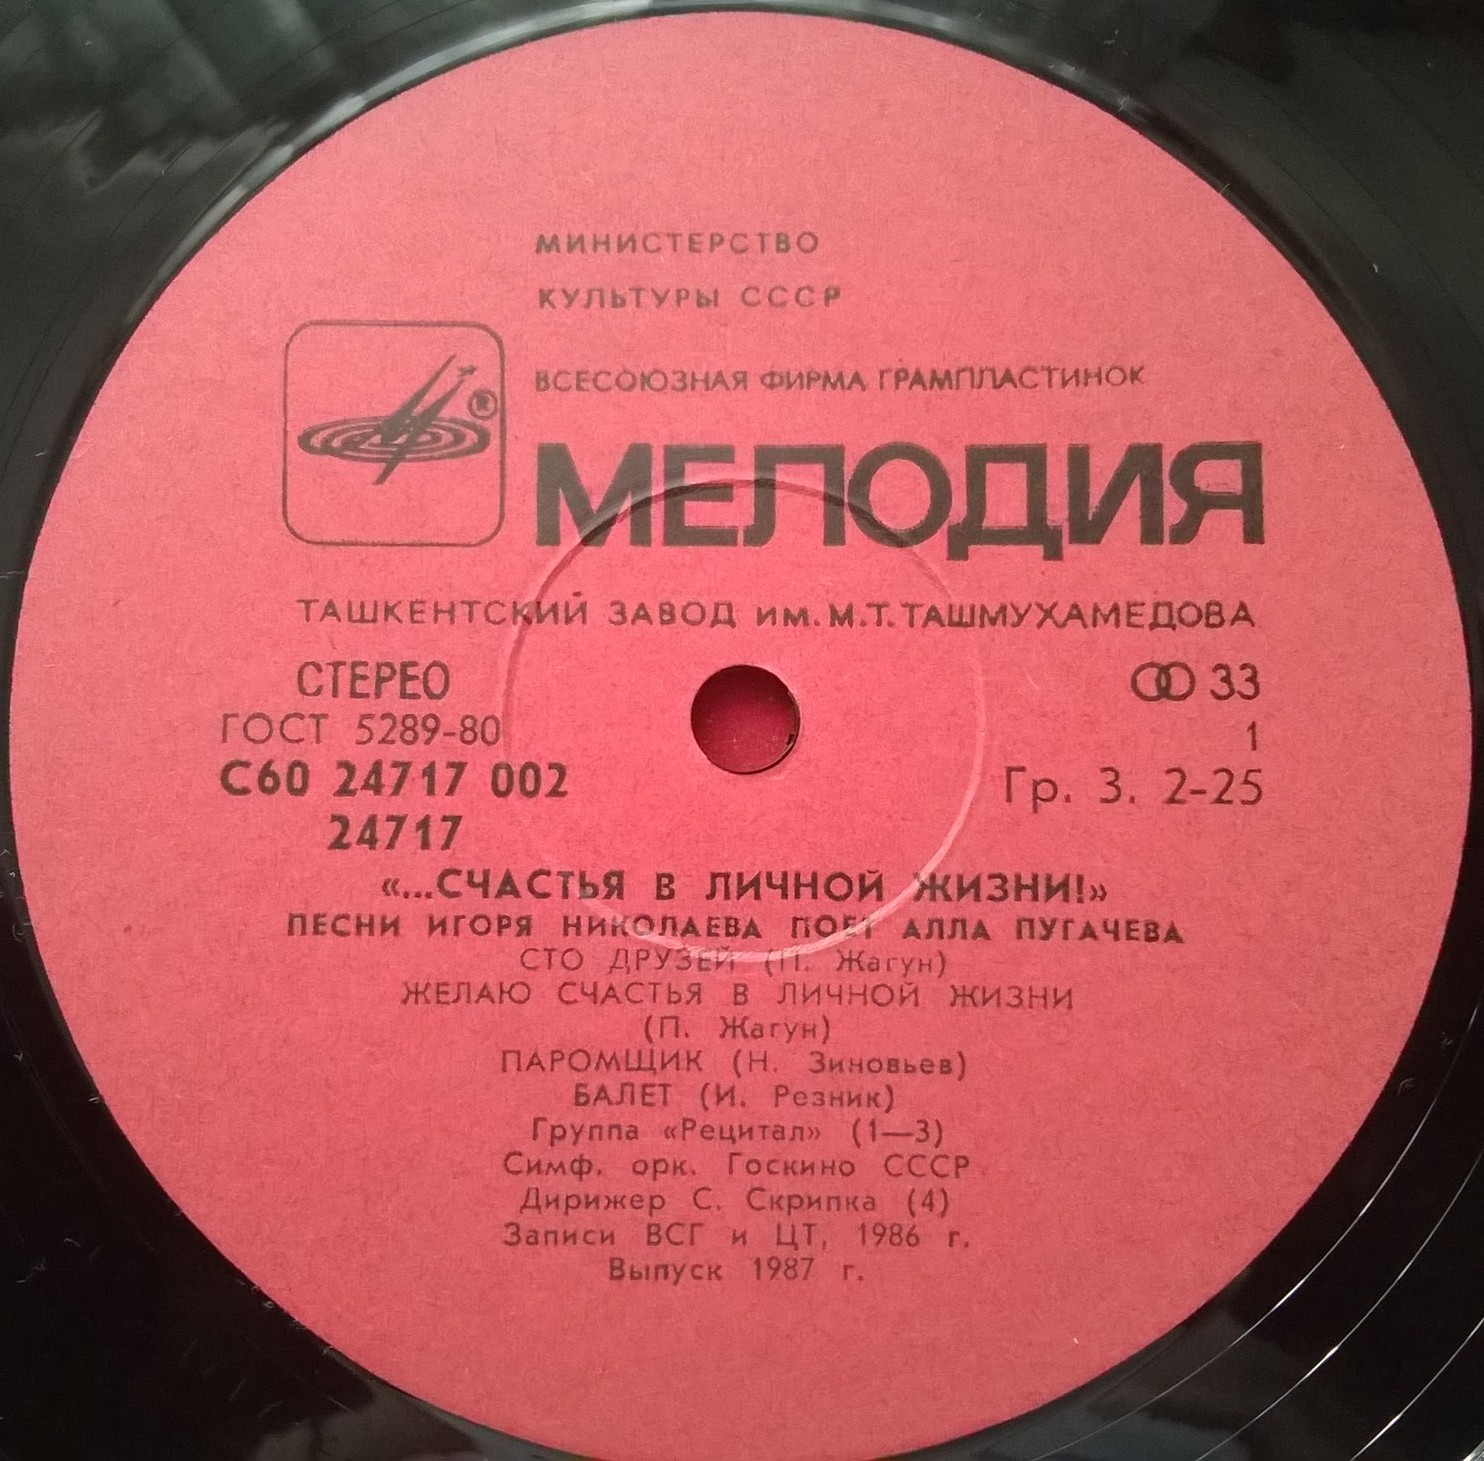 МИНИСТЕРСТВО
КУЛЬТУРЫ СССР
ВСЕСОЮЗНАЯ ФИРМА ГРАМПЛАСТИНОК
®
МЕЛОДИЯ
ТАШКЕНТСКИЙ ЗАВОД ИМ. М.Т. ТАШМУХАМЕДОВА
СТЕРЕО
33
ГОСТ 5289-80
1
С60 24717 002
Гр. 3. 2-25
24717
«...СЧАСТЬЯ В ЛИЧНОЙ ЖИЗНИ!»
ПЕСНИ ИГОРЯ НИКОЛАЕВА ПОЕТ АЛЛА ПУГАЧЕВА
СТО ДРУЗЕЙ (П. Жагун)
ЖЕЛАЮ СЧАСТЬЯ В ЛИЧНОЙ ЖИЗНИ
(П. Жагун)
ПАРОМЩИК (Н. Зиновьев)
БАЛЕТ (И. Резник)
Группа «Рецитал» (1—3)
Симф. орк. Госкино СССР
Дирижер С. Скрипка (4)
Записи ВСГ и ЦТ, 1986 г.
Выпуск 1987 г.